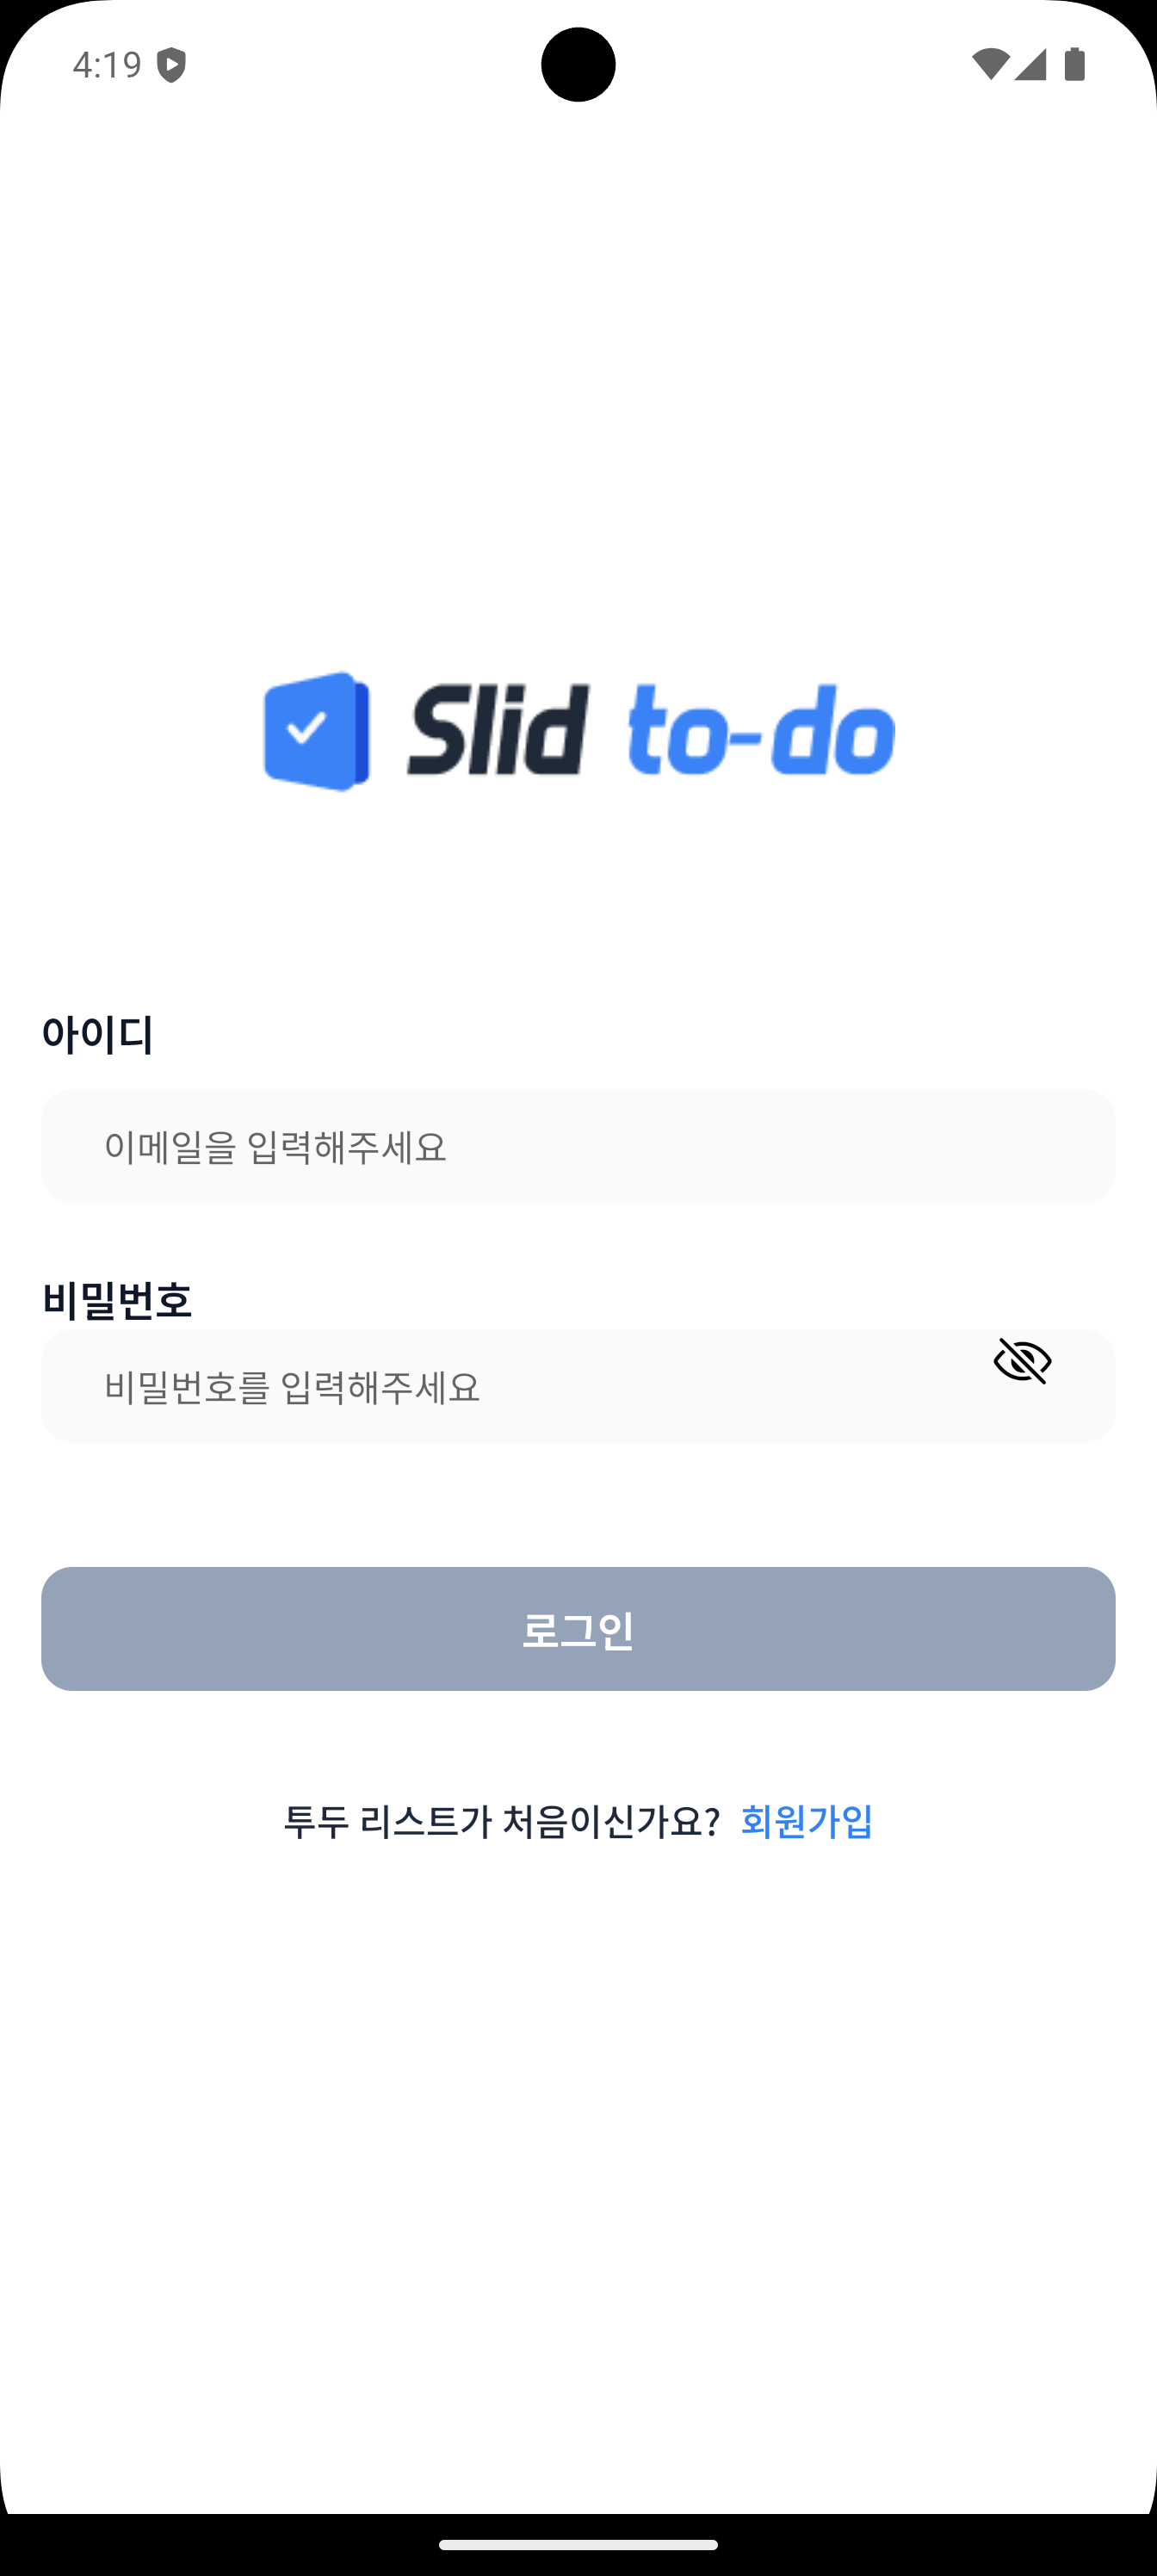 4:19
Slid to-do
아이디
이메일을 입력해주세요
비밀번호
비밀번호를 입력해주세요
로그인
투두 리스트가 처음이신가요? 회원가입